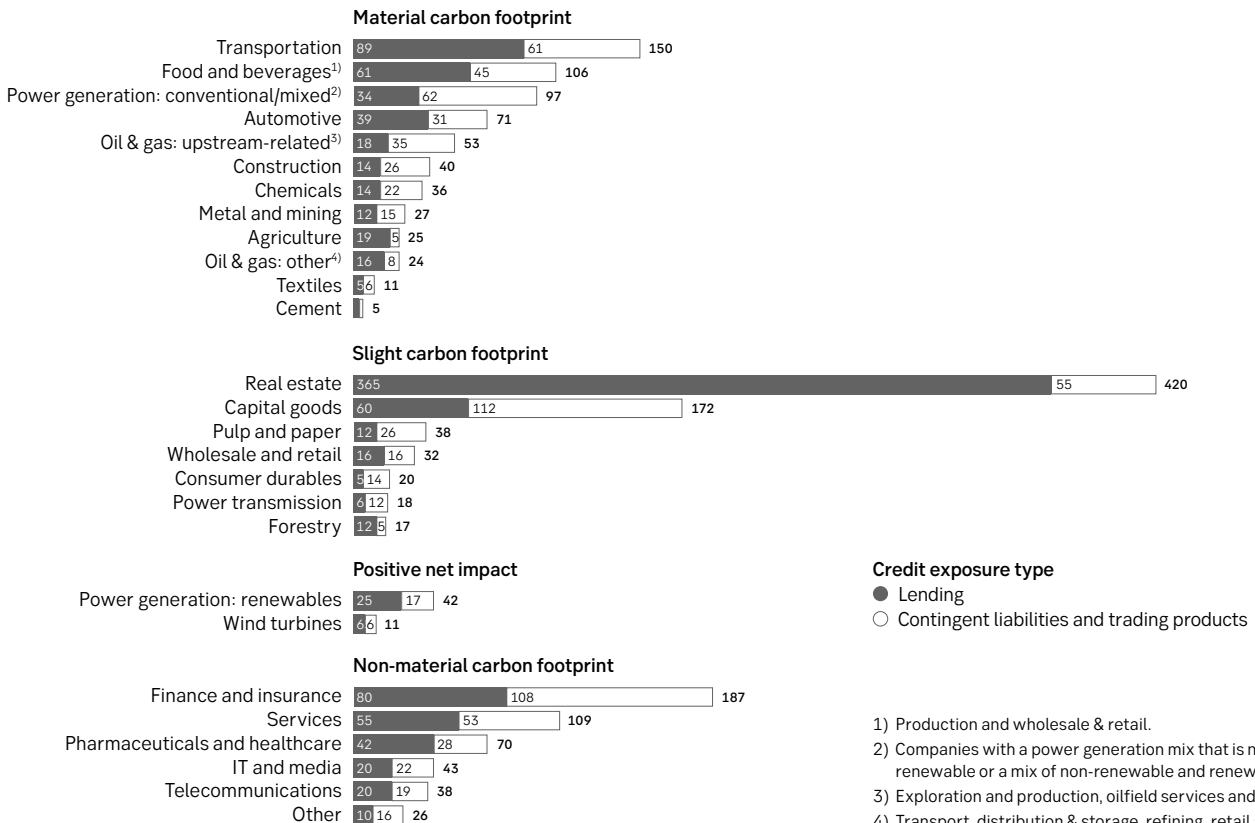 Material carbon footprint
Transportation 89 61 150
Food and beverages1) 61 45 106
Power generation: conventional/mixed2) 34 62 97
Automotive 39 31 71
Oil & gas: upstream-related3) 18 35 53
Construction 14 26 40
Chemicals 14 22 36
Metal and mining 12 15 27
Agriculture 19 5 25
Oil & gas: other4) 16 8 24
Textiles 5 6 11
Cement 5
Slight carbon footprint
Real estate 365 55 420
Capital goods 60 112 172
Pulp and paper 12 26 38
Wholesale and retail 16 16 32
Consumer durables 5 14 20
Power transmission 6 12 18
Forestry 12 5 17
Positive net impact
Power generation: renewables 25 17 42
Wind turbines 6 6 11
Credit exposure type
Lending
Contingent liabilities and trading products
Non-material carbon footprint
Finance and insurance 80 108 187
Services 55 53 109
Pharmaceuticals and healthcare 42 28 70
IT and media 20 22 43
Telecommunications 20 19 38
Other 10 16 26
1) Production and wholesale & retail.
2) Companies with a power generation mix that is
renewable or a mix of non-renewable and
3) Exploration and production, oilfield services and
4) Transport, distribution & storage, refining, retail